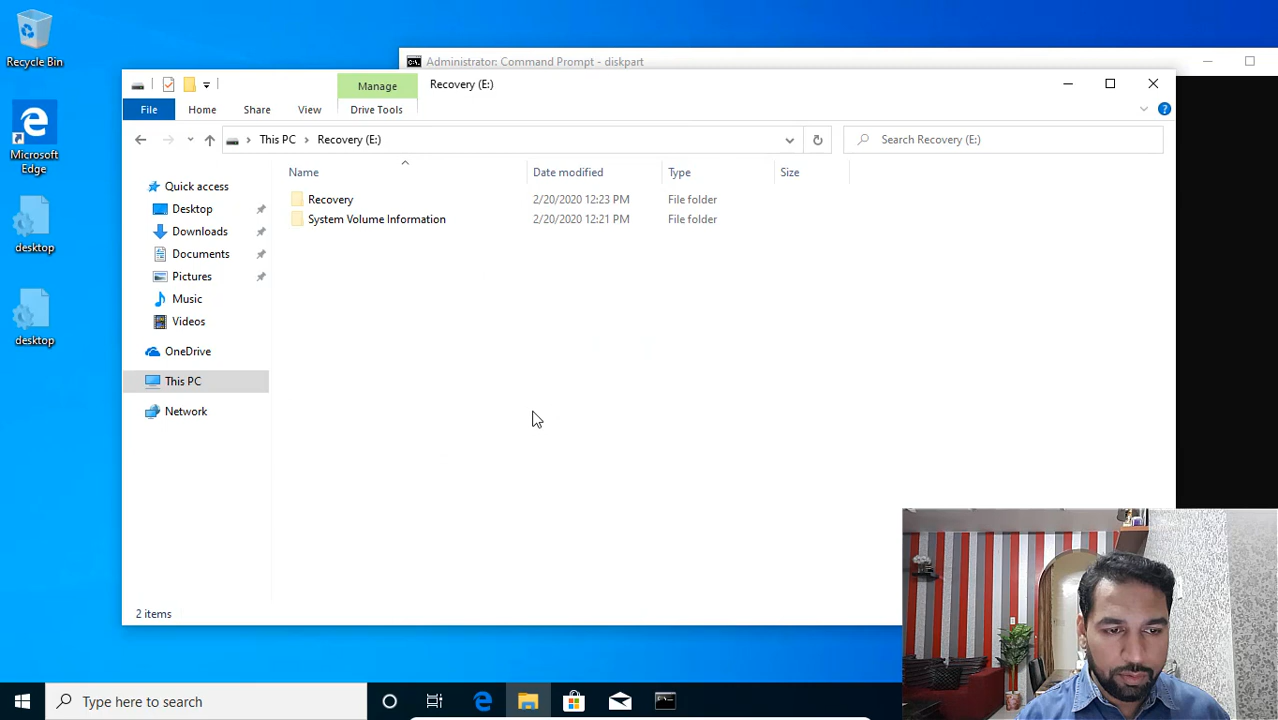 Recycle Bin
Microsoft
Edge
desktop
desktop
Administrator: Command Prompt - diskpart
Manage
Recovery (E:)
File
Home
Share
View
Drive Tools
This PC
Recovery (E:)
Search Recovery (E:)
Name
Date modified
Type
Size
Recovery
2/20/2020 12:23 PM
File folder
System Volume Information
2/20/2020 12:21 PM
File folder
Quick access
Desktop
Downloads
Documents
Pictures
Music
Videos
OneDrive
This PC
Network
2 items
Type here to search